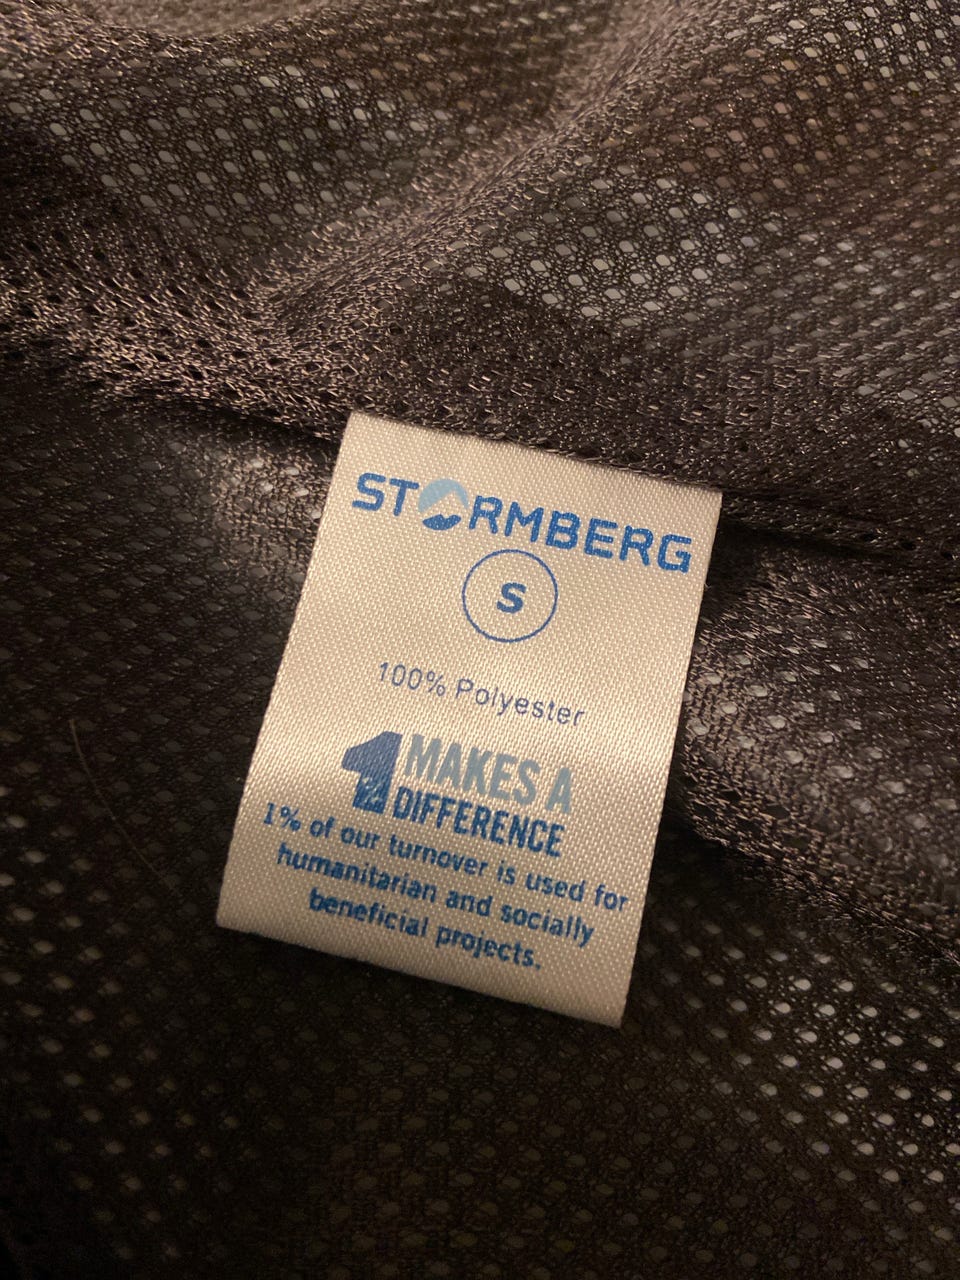 STORMBERG
S
100% Polyester
1 MAKES A
DIFFERENCE
1% of our turnover is used for
humanitarian and socially
beneficial projects.